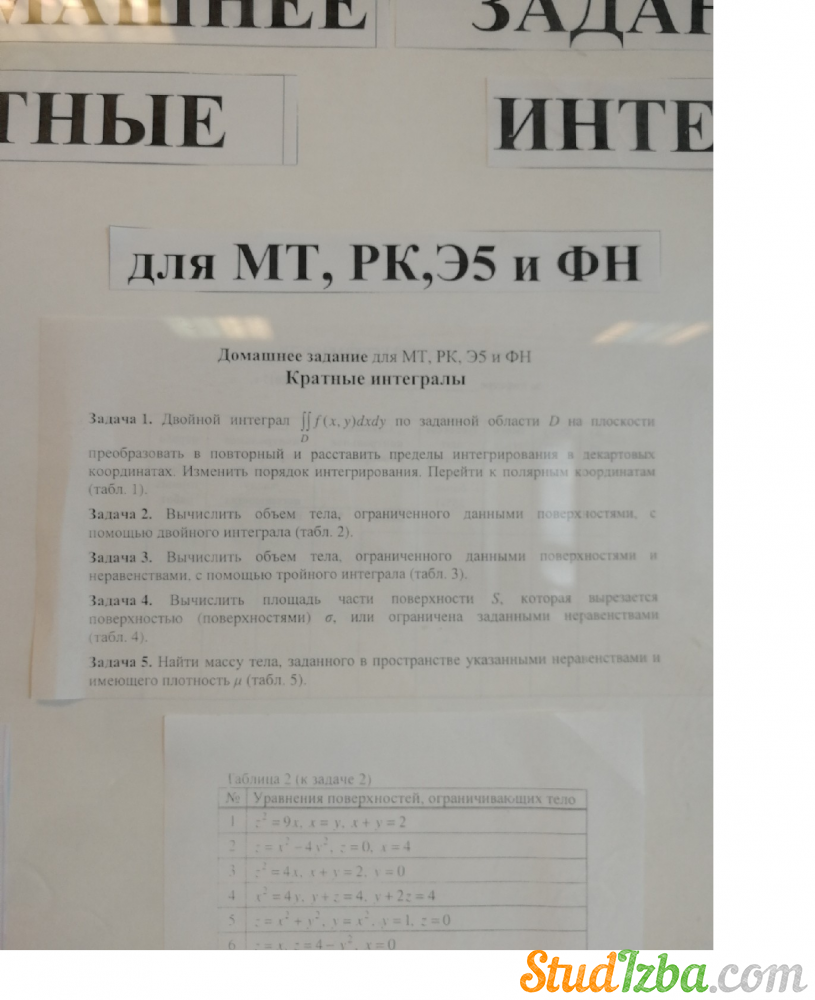 МАШНЕЕ ЗАДАН
ТНЫЕ ИНТЕ
для МТ, РК,Э5 и ФН
Домашнее задание для МТ, РК, Э5 и ФН
Кратные интегралы
Задача 1. Двойной интеграл ∬_D f(x, y)dxdy по заданной области D на плоскости
преобразовать в повторный и расставить пределы интегрирования в декартовых
координатах. Изменить порядок интегрирования. Перейти к полярным координатам
(табл. 1).
Задача 2. Вычислить объем тела, ограниченного данными поверхностями, с
помощью двойного интеграла (табл. 2).
Задача 3. Вычислить объем тела, ограниченного данными поверхностями и
неравенствами, с помощью тройного интеграла (табл. 3).
Задача 4. Вычислить площадь части поверхности S, которая вырезается
поверхностью (поверхностями) σ, или ограничена заданными неравенствами
(табл. 4).
Задача 5. Найти массу тела, заданного в пространстве указанными неравенствами и
имеющего плотность μ (табл. 5).
Таблица 2 (к задаче 2)
№ Уравнения поверхностей, ограничивающих тело
1 z² = 9x, x = y, x + y = 2
2 z = x² − 4y², z = 0, x = 4
3 z² = 4x, x + y = 2, y = 0
4 x² = 4y, y + z = 4, y + 2z = 4
5 z = x² + y², y = x², y = 1, z = 0
6 z = x, z = 4 − y², x = 0
StudIzba.com